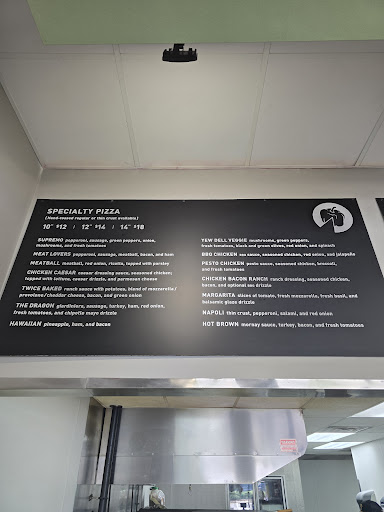 SPECIALTY PIZZA
(Hand-tossed regular or thin crust available.)
10" $12 / 12" $14 / 14" $18
SUPREMO pepperoni, sausage, green peppers, onion,
mushrooms, and fresh tomatoes
MEAT LOVERS pepperoni, sausage, meatball, bacon, and ham
MEATBALL meatball, red onion, ricotta, topped with parsley
CHICKEN CAESAR caesar dressing sauce, seasoned chicken;
topped with lettuce, caesar drizzle, and parmesan cheese
TWICE BAKED ranch sauce with potatoes, blend of mozzarella/
provolone/cheddar cheese, bacon, and green onion
THE DRAGON giardiniera, sausage, turkey, ham, red onion,
fresh tomatoes, and chipotle mayo drizzle
HAWAIIAN pineapple, ham, and bacon
YEW DELL VEGGIE mushrooms, green peppers,
fresh tomatoes, black and green olives, red onion, and spinach
BBQ CHICKEN bbq sauce, seasoned chicken, red onion, and jalapeño
PESTO CHICKEN pesto sauce, seasoned chicken, broccoli,
and fresh tomatoes
CHICKEN BACON RANCH ranch dressing, seasoned chicken,
bacon, and optional bbq drizzle
MARGARITA slices of tomato, fresh mozzarella, fresh basil, and
balsamic glaze drizzle
NAPOLI thin crust, pepperoni, salami, and red onion
HOT BROWN mornay sauce, turkey, bacon, and fresh tomatoes